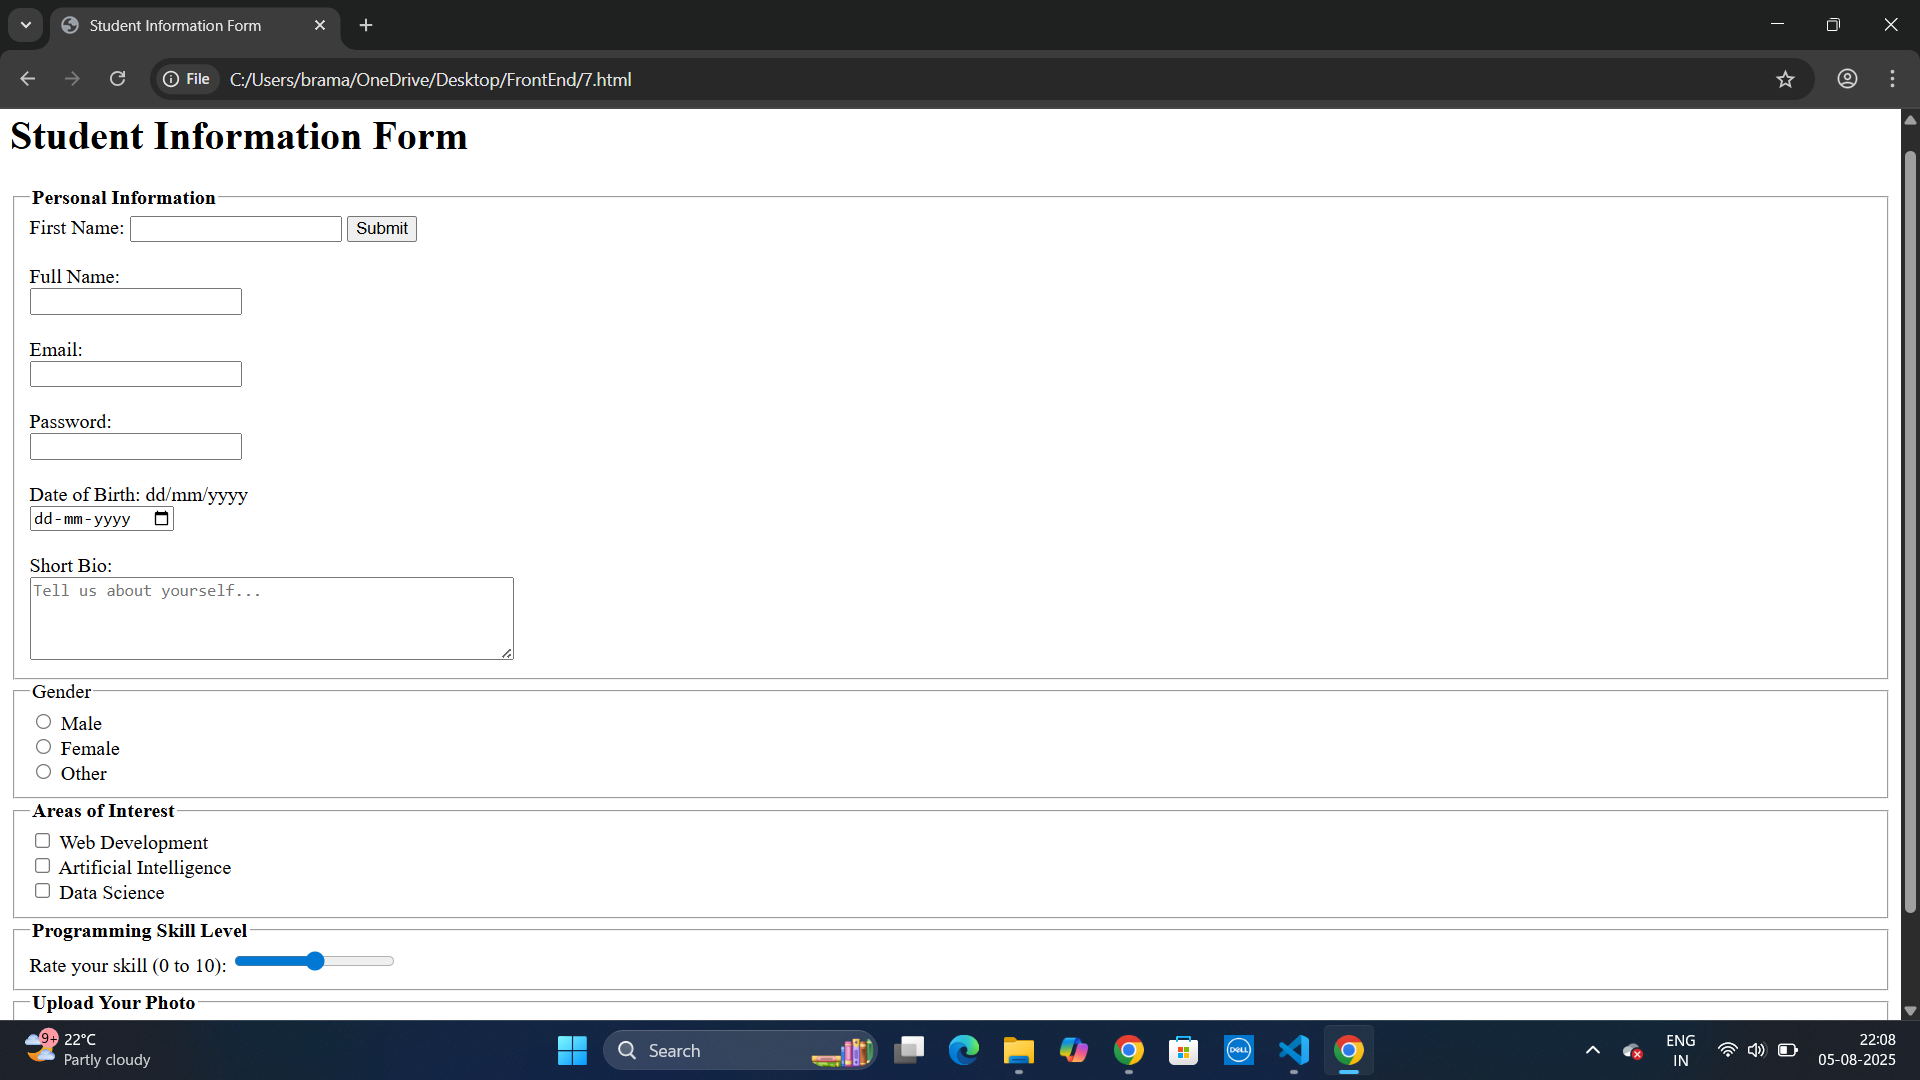 Student Information Form
File C:/Users/brama/OneDrive/Desktop/FrontEnd/7.html
Student Information Form
Personal Information
First Name: Submit
Full Name:
Email:
Password:
Date of Birth: dd/mm/yyyy
dd-mm-yyyy
Short Bio:
Tell us about yourself...
Gender
Male
Female
Other
Areas of Interest
Web Development
Artificial Intelligence
Data Science
Programming Skill Level
Rate your skill (0 to 10):
Upload Your Photo
9+ 22°C
Partly cloudy
Search
DELL
ENG
IN
22:08
05-08-2025